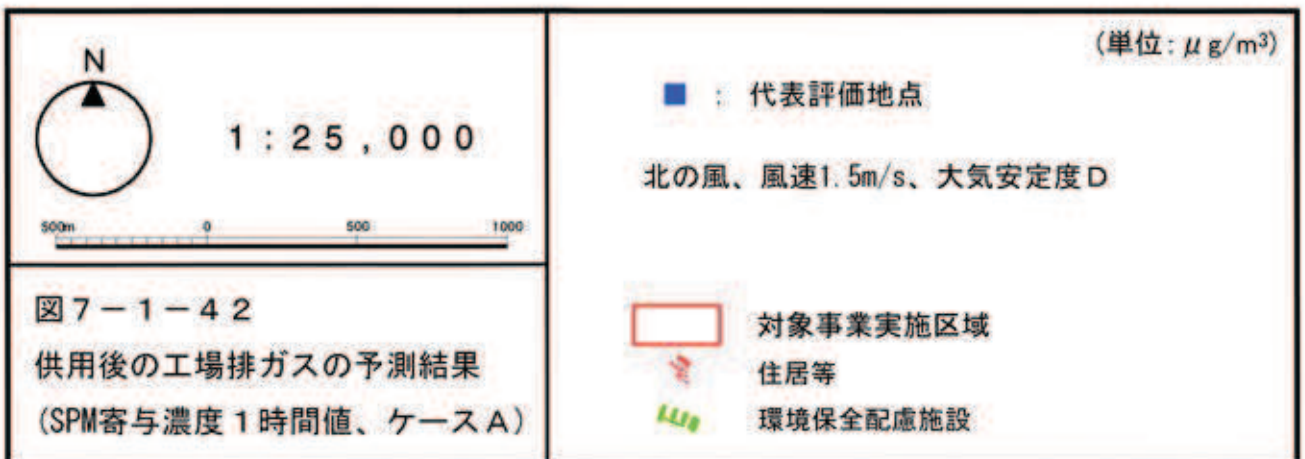 N
1:25,000
500m 0 500 1000
図7-1-42
供用後の工場排ガスの予測結果
(SPM寄与濃度1時間値、ケースA)
(単位:μg/m³)
: 代表評価地点
北の風、風速1.5m/s、大気安定度D
対象事業実施区域
住居等
環境保全配慮施設